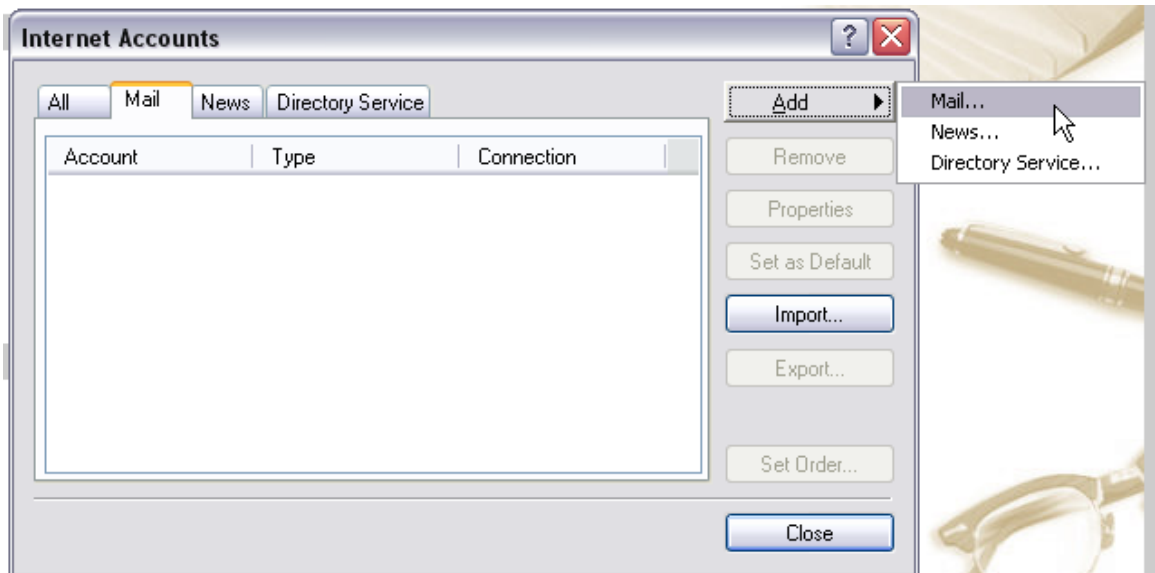 Internet Accounts
?
All Mail News Directory Service
Add
Mail...
News...
Directory Service...
Account Type Connection
Remove
Properties
Set as Default
Import...
Export...
Set Order...
Close